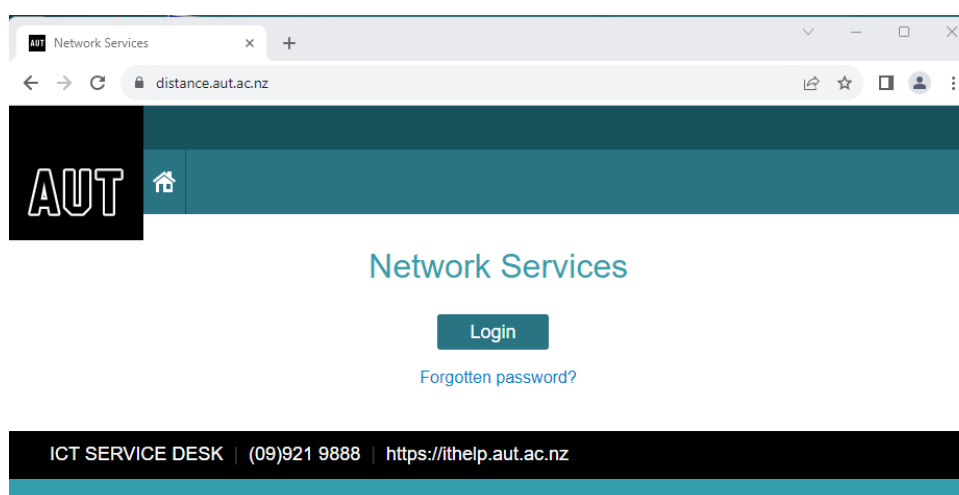 AUT Network Services
distance.aut.ac.nz
AUT
Network Services
Login
Forgotten password?
ICT SERVICE DESK | (09)921 9888 | https://ithelp.aut.ac.nz